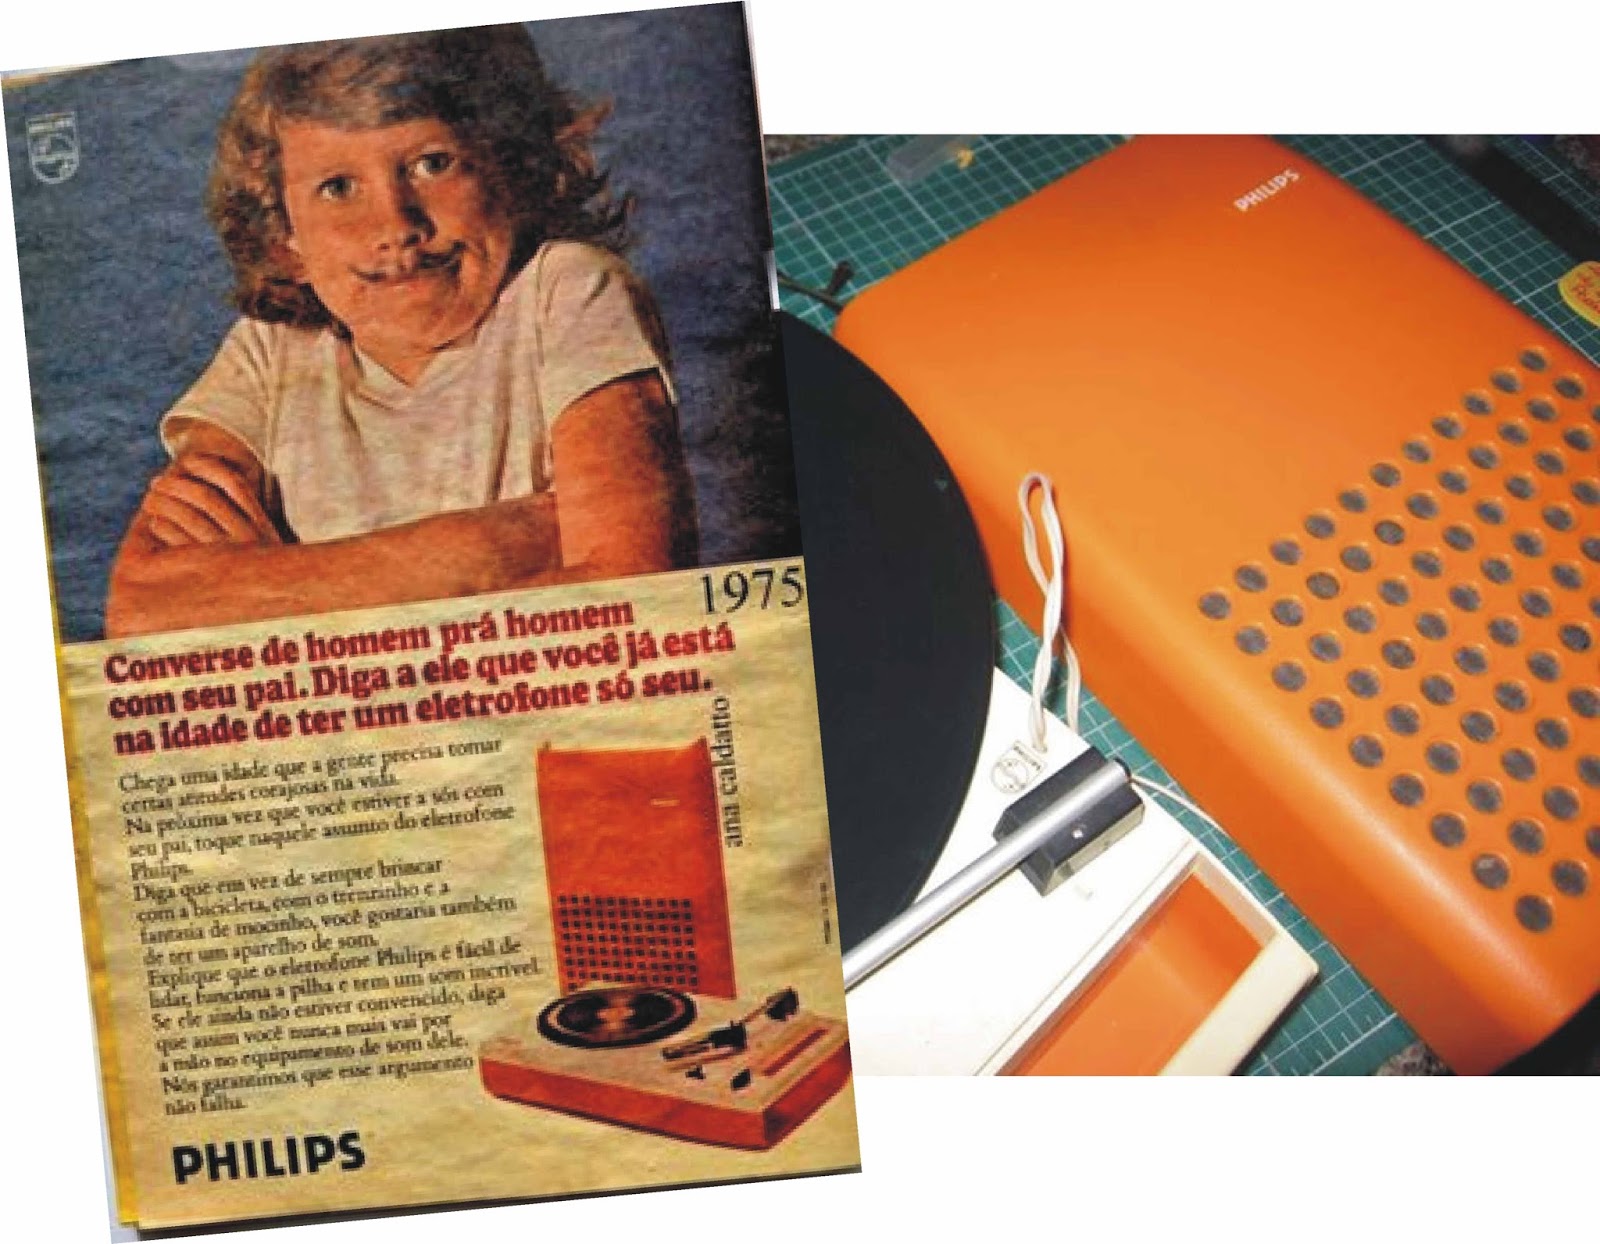 1975
Converse de homem prá homem
com seu pai. Diga a ele que você já está
na idade de ter um eletrofone só seu.
ana caldatto
Chega uma idade que a gente precisa tomar
certas atitudes corajosas na vida.
Na próxima vez que você estiver a sós com
seu pai, toque naquele assunto do eletrofone
Philips.
Diga que em vez de sempre brincar
com a bicicleta, com o trenzinho e a
fantasia de mocinho, você gostaria também
de ter um aparelho de som.
Explique que o eletrofone Philips é fácil de
lidar, funciona a pilha e tem um som incrível.
Se ele ainda não estiver convencido, diga
que assim você nunca mais vai por
a mão no equipamento de som dele.
Nós garantimos que esse argumento
não falha.
PHILIPS
PHILIPS